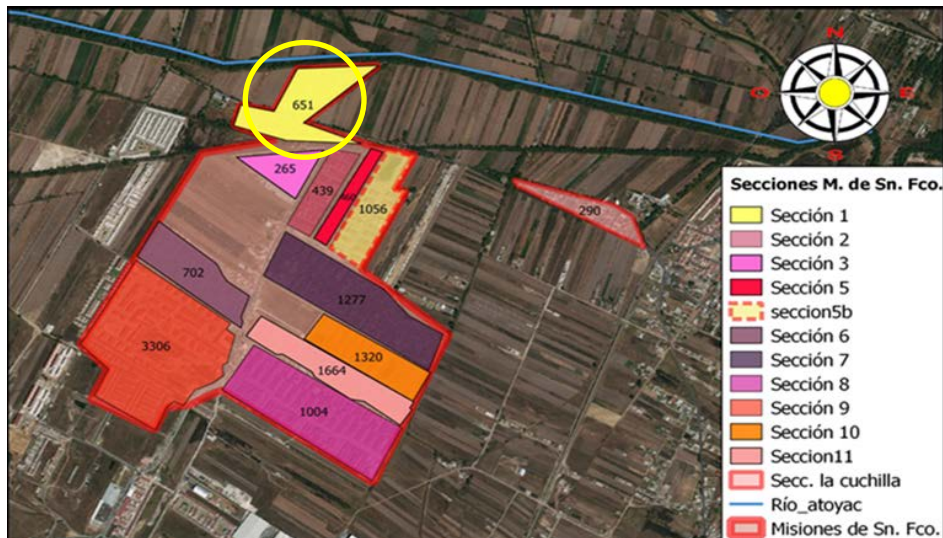 N
O
E
S
651
265
439
460
1056
290
702
1277
3306
1320
1664
1004
Secciones M. de Sn. Fco.
Sección 1
Sección 2
Sección 3
Sección 5
seccion5b
Sección 6
Sección 7
Sección 8
Sección 9
Sección 10
Seccion11
Secc. la cuchilla
Río_atoyac
Misiones de Sn. Fco.